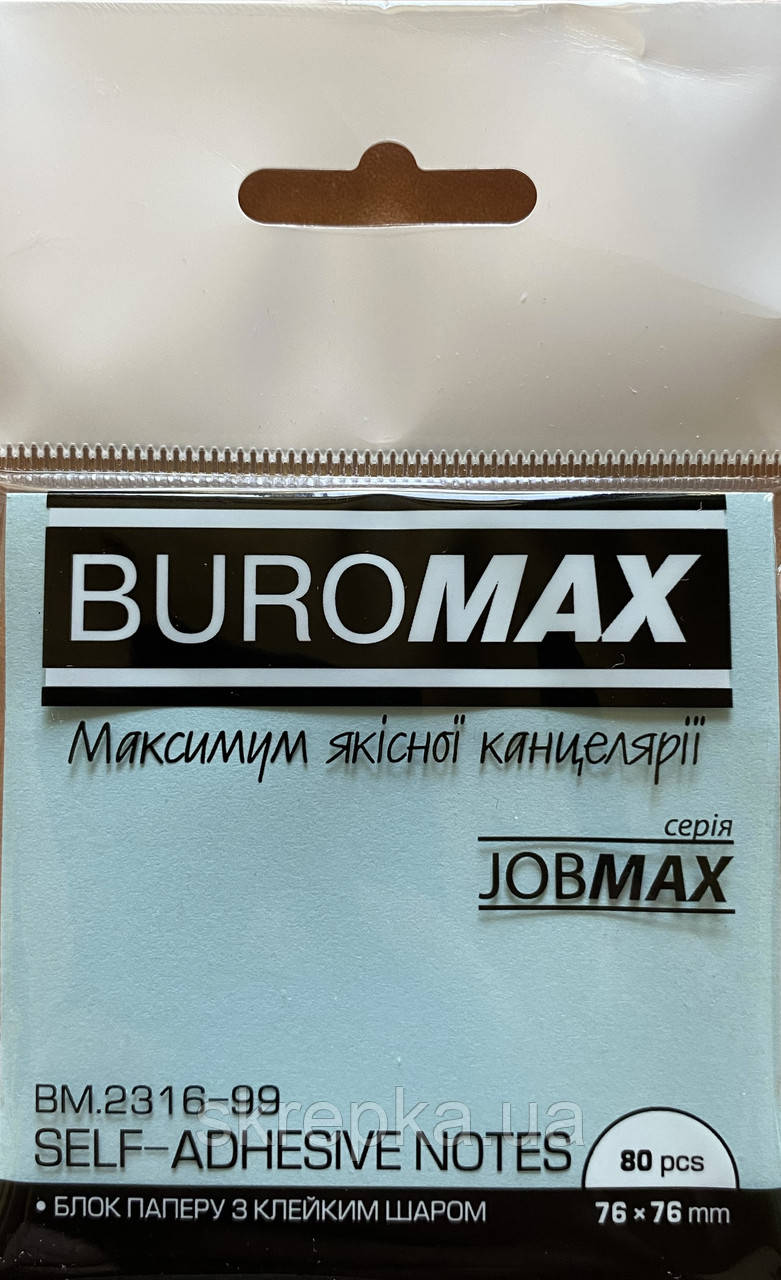 BUROMAX
Максимум якісної канцелярії
серія
JOBMAX
BM.2316-99
skrepka.ua
SELF-ADHESIVE NOTES
80 pcs
• БЛОК ПАПЕРУ З КЛЕЙКИМ ШАРОМ
76 × 76 mm